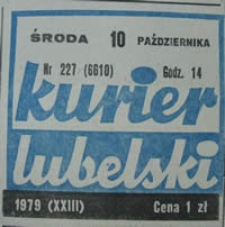 ŚRODA 10 PAŹDZIERNIKA
Nr 227 (6610) Godz. 14
kurier
lubelski
1979 (XXIII) Cena 1 zł